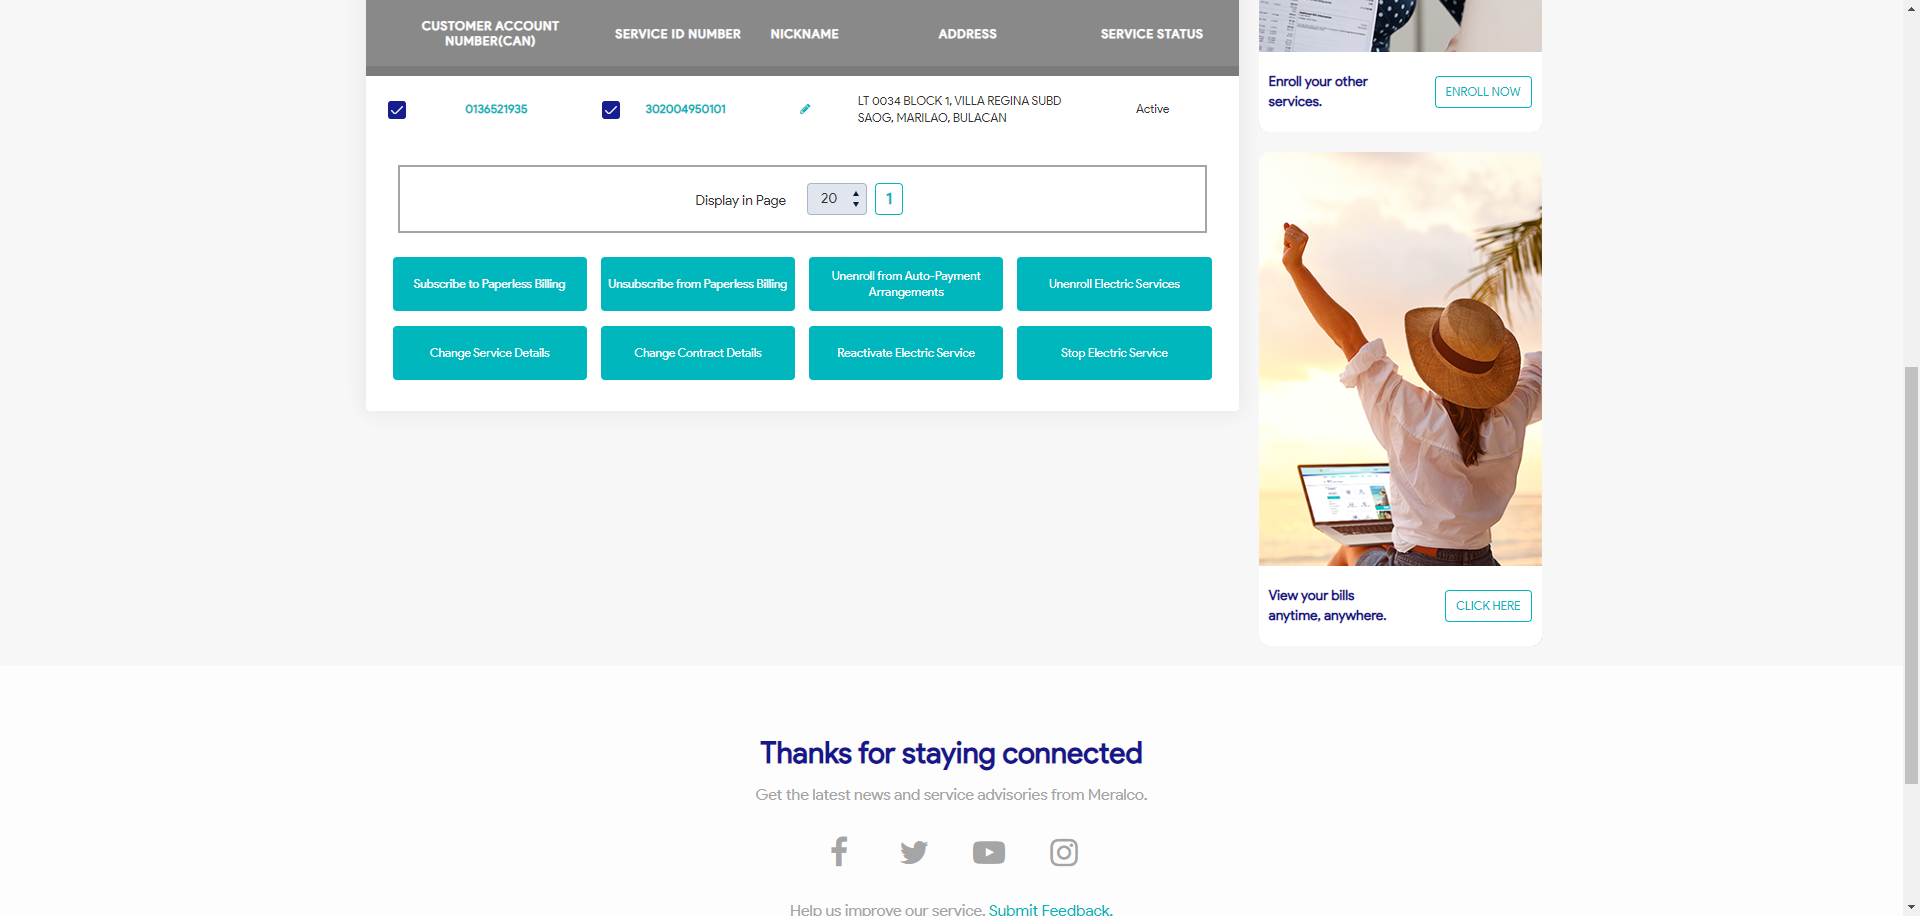 CUSTOMER ACCOUNT
NUMBER(CAN)
SERVICE ID NUMBER
NICKNAME
ADDRESS
SERVICE STATUS
0136521935
302004950101
LT 0034 BLOCK 1, VILLA REGINA SUBD
SAOG, MARILAO, BULACAN
Active
Display in Page
20
1
Subscribe to Paperless Billing
Unsubscribe from Paperless Billing
Unenroll from Auto-Payment
Arrangements
Unenroll Electric Services
Change Service Details
Change Contract Details
Reactivate Electric Service
Stop Electric Service
Enroll your other
services.
ENROLL NOW
View your bills
anytime, anywhere.
CLICK HERE
Thanks for staying connected
Get the latest news and service advisories from Meralco.
Help us improve our service. Submit Feedback.